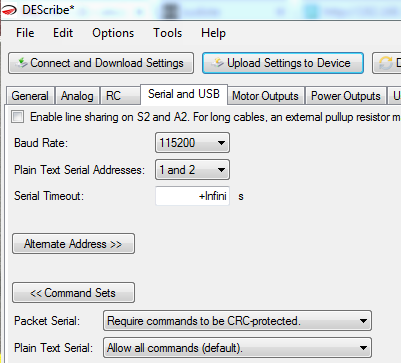 DEScribe*
File Edit Options Tools Help
Connect and Download Settings Upload Settings to Device
General Analog RC Serial and USB Motor Outputs Power Outputs
Enable line sharing on S2 and A2. For long cables, an external pullup resistor
Baud Rate: 115200
Plain Text Serial Addresses: 1 and 2
Serial Timeout: +Infini s
Alternate Address >>
<< Command Sets
Packet Serial: Require commands to be CRC-protected.
Plain Text Serial: Allow all commands (default).